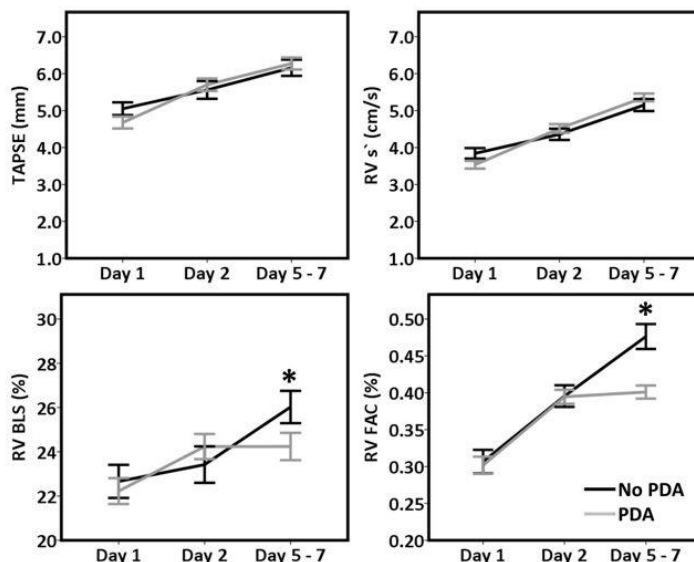 TAPSE (mm)
7.0
6.0
5.0
4.0
3.0
2.0
1.0
Day 1 Day 2 Day 5 - 7
RV s` (cm/s)
7.0
6.0
5.0
4.0
3.0
2.0
1.0
Day 1 Day 2 Day 5 - 7
RV BLS (%)
30
28
26
24
22
20
*
Day 1 Day 2 Day 5 - 7
RV FAC (%)
0.50
0.45
0.40
0.35
0.30
0.25
0.20
*
No PDA
PDA
Day 1 Day 2 Day 5 - 7